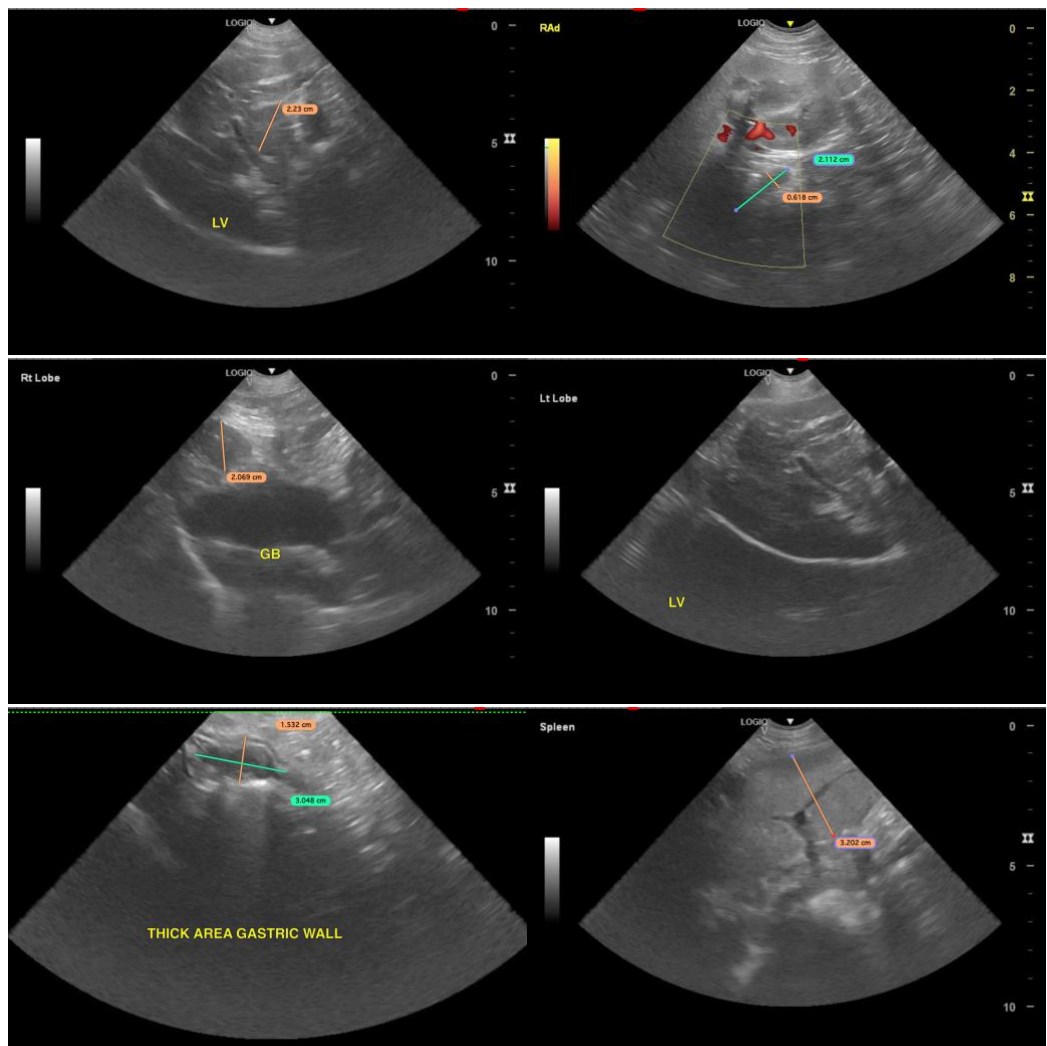 LOGIQ
0
2.23 cm
5
LV
10
RAd
0
2
2.112 cm
4
0.618 cm
6
8
Rt Lobe
LOGIQ
0
2.069 cm
5
GB
10
Lt Lobe
LOGIQ
0
5
LV
10
1.532 cm
3.048 cm
THICK AREA GASTRIC WALL
Spleen
LOGIQ
0
3.202 cm
5
10